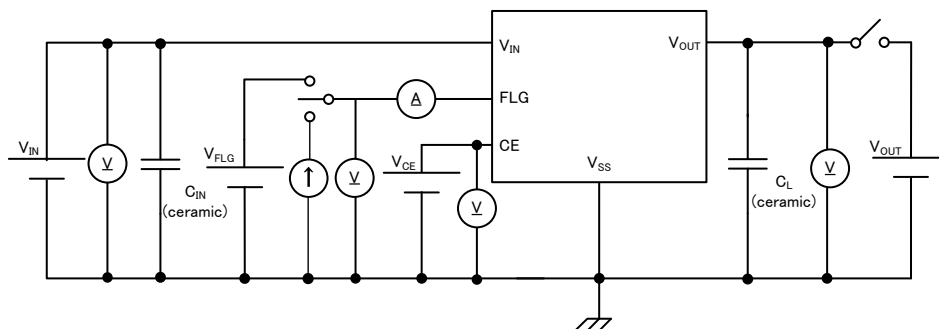 VIN
VOUT
FLG
A
CE
VSS
VIN
V
CIN
(ceramic)
VFLG
V
VCE
V
CL
(ceramic)
V
VOUT